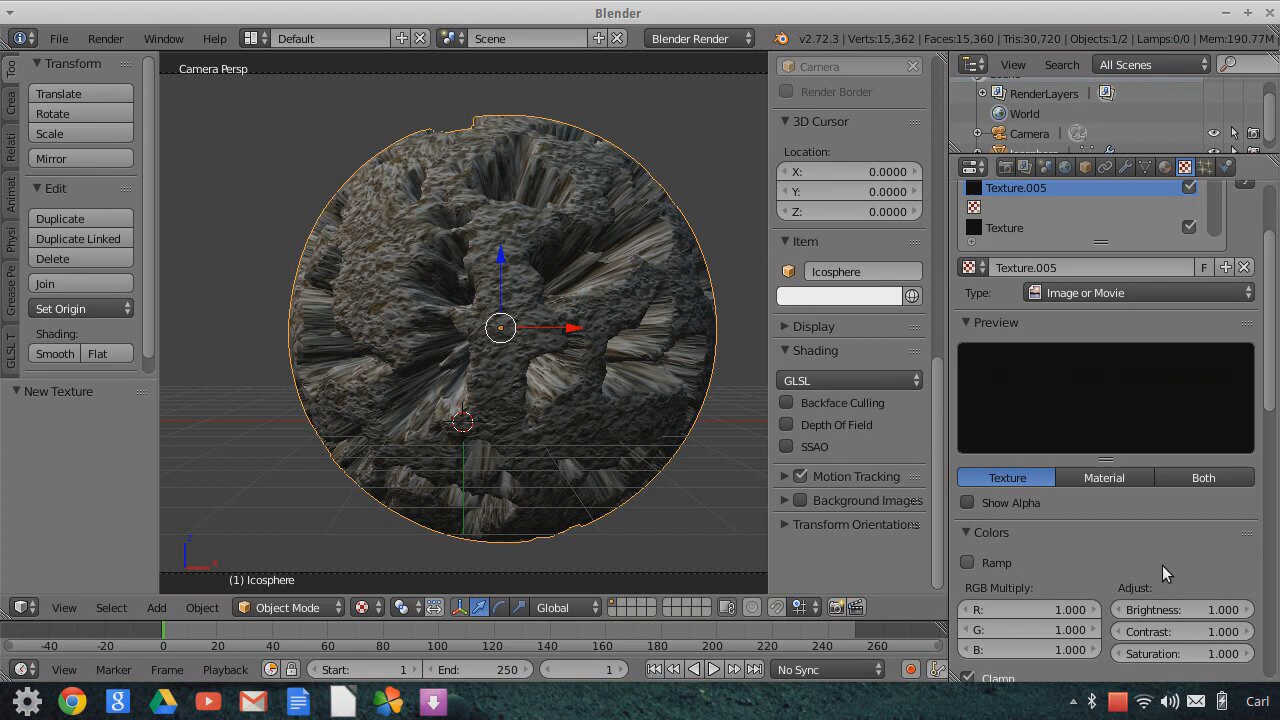 Blender
File Render Window Help Default Scene Blender Render v2.72.3 | Verts:15,362 | Faces:15,360 | Tris:30,720 | Objects:1/2 | Lamps:0/0 | Mem:190.77M
Too
Crea
Relati
Animat
Physi
Grease Pe
GLSL T
Transform
Translate
Rotate
Scale
Mirror
Edit
Duplicate
Duplicate Linked
Delete
Join
Set Origin
Shading:
Smooth Flat
New Texture
Camera Persp
z
x
(1) Icosphere
Camera
Render Border
3D Cursor
Location:
X: 0.0000
Y: 0.0000
Z: 0.0000
Item
Icosphere
Display
Shading
GLSL
Backface Culling
Depth Of Field
SSAO
Motion Tracking
Background Images
Transform Orientations
View Search All Scenes
RenderLayers
World
Camera
Texture.005
Texture
Texture.005 F
Type: Image or Movie
Preview
Texture Material Both
Show Alpha
Colors
Ramp
RGB Multiply: Adjust:
R: 1.000 Brightness: 1.000
G: 1.000 Contrast: 1.000
B: 1.000 Saturation: 1.000
Clamp
View Select Add Object Object Mode Global
-40 -20 0 20 40 60 80 100 120 140 160 180 200 220 240 260
View Marker Frame Playback Start: 1 End: 250 1 No Sync
Carl